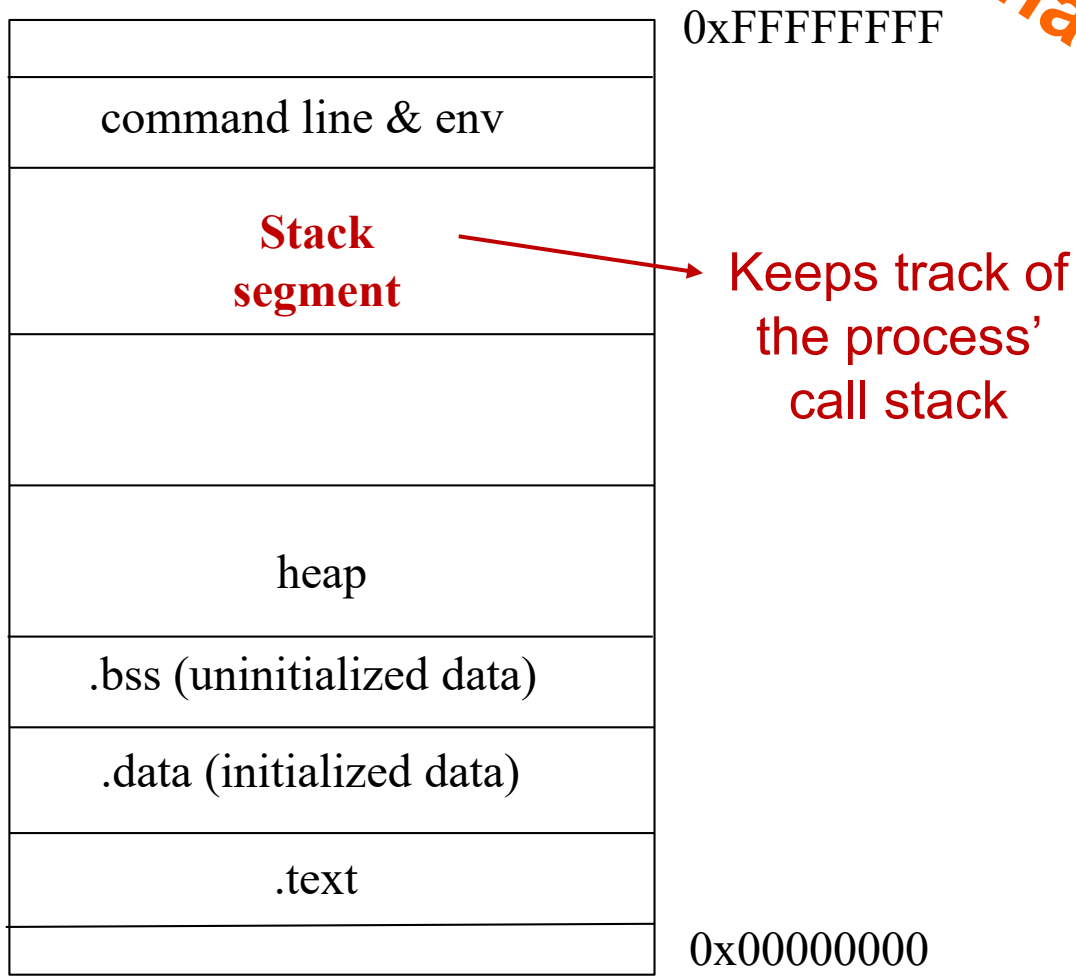 0xFFFFFFFF
command line & env
Stack
segment
Keeps track of
the process’
call stack
heap
.bss (uninitialized data)
.data (initialized data)
.text
0x00000000